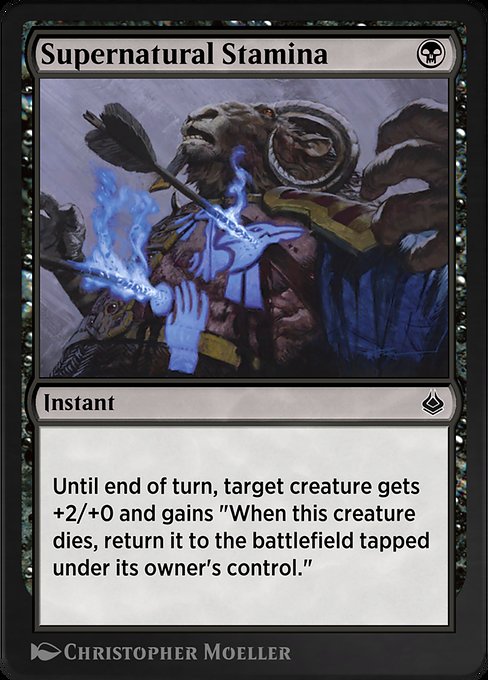 Supernatural Stamina
Instant
Until end of turn, target creature gets
+2/+0 and gains "When this creature
dies, return it to the battlefield tapped
under its owner's control."
Christopher Moeller